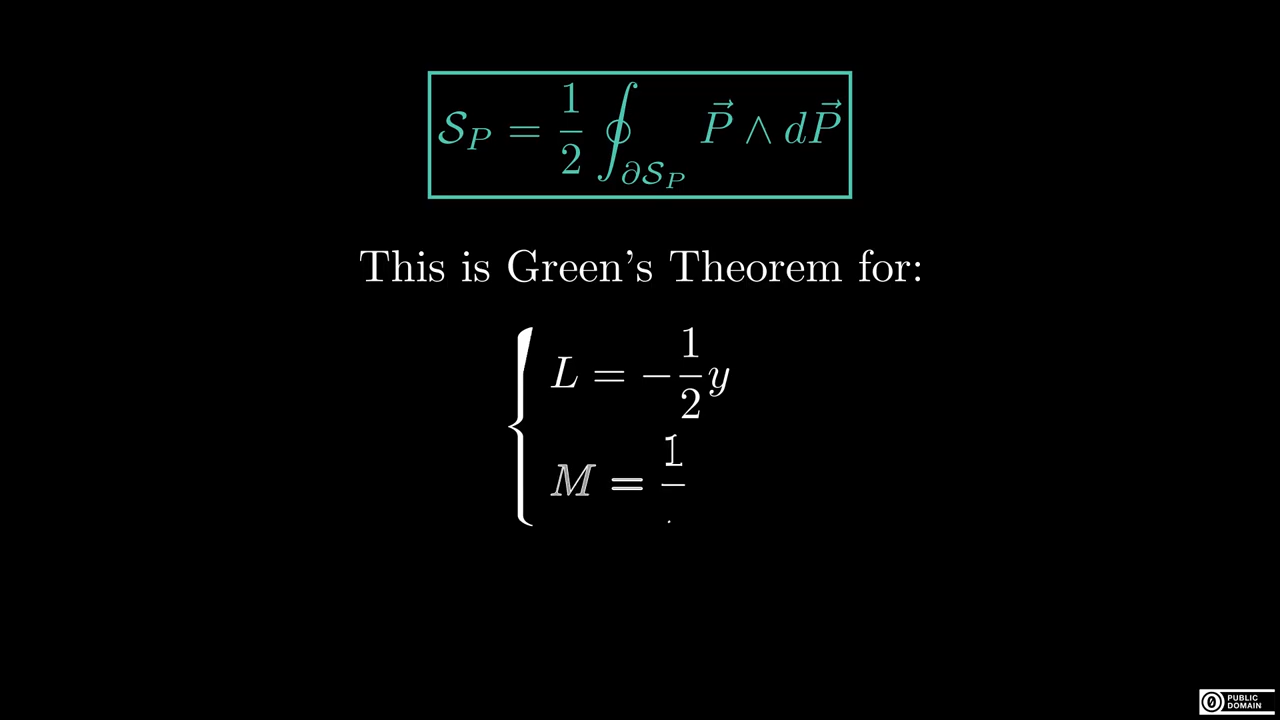 𝒮_P = 1/2 ∮_{∂𝒮_P} P⃗ ∧ dP⃗
This is Green's Theorem for:
L = −1/2 y
M = 1
PUBLIC
DOMAIN